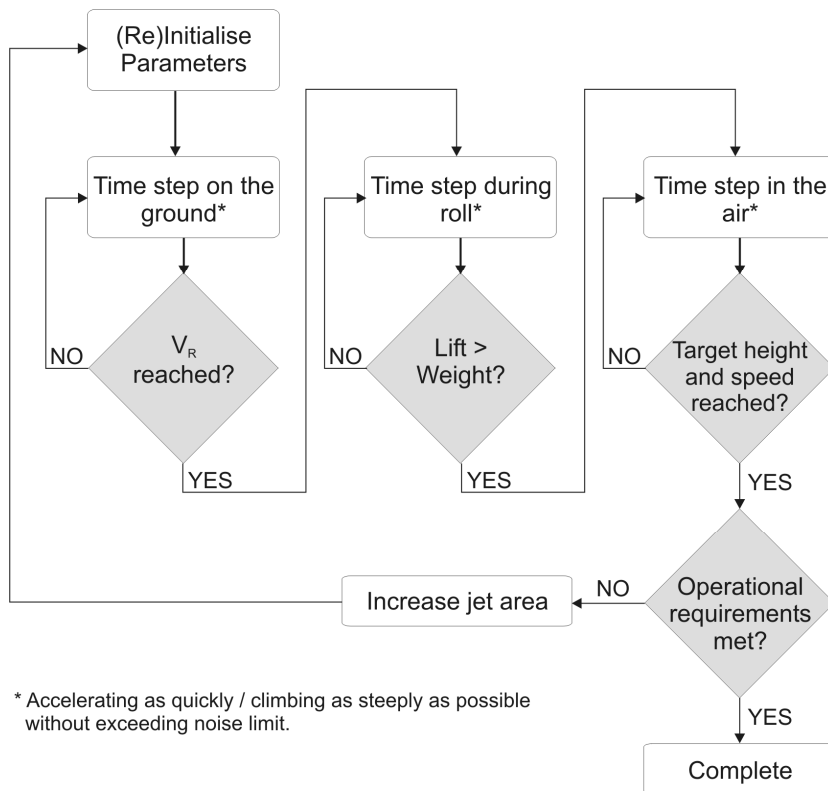 (Re)Initialise
Parameters
Time step on the
ground*
V_R
reached?
NO
YES
Time step during
roll*
Lift >
Weight?
NO
YES
Time step in the
air*
Target height
and speed
reached?
NO
YES
Operational
requirements
met?
NO
Increase jet area
YES
Complete
* Accelerating as quickly / climbing as steeply as possible
without exceeding noise limit.